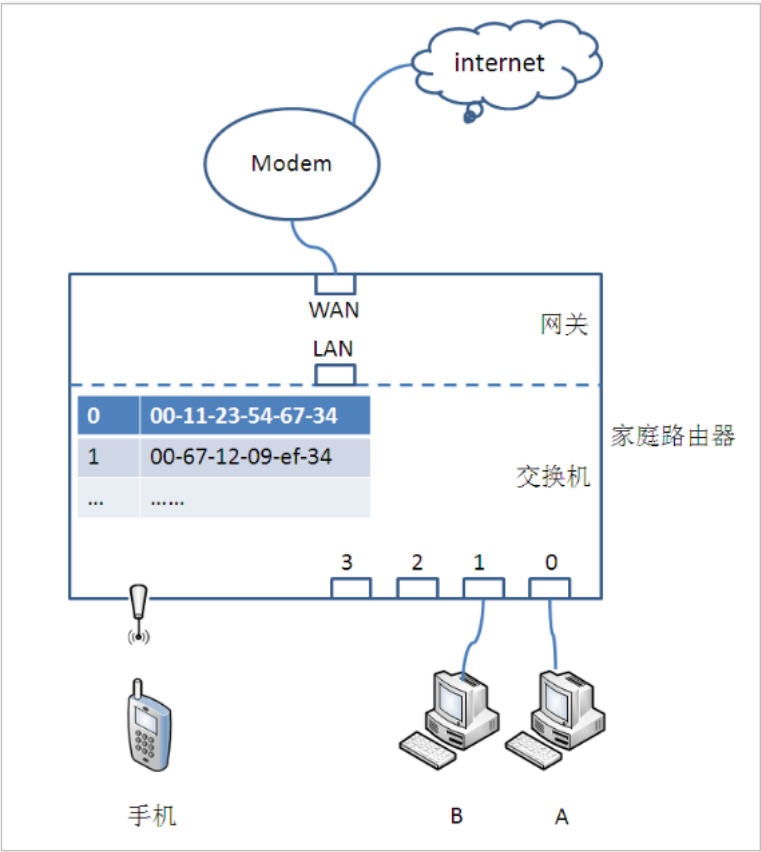 internet
Modem
WAN
网关
LAN
0 00-11-23-54-67-34
1 00-67-12-09-ef-34
... ......
家庭路由器
交换机
3 2 1 0
手机 B A